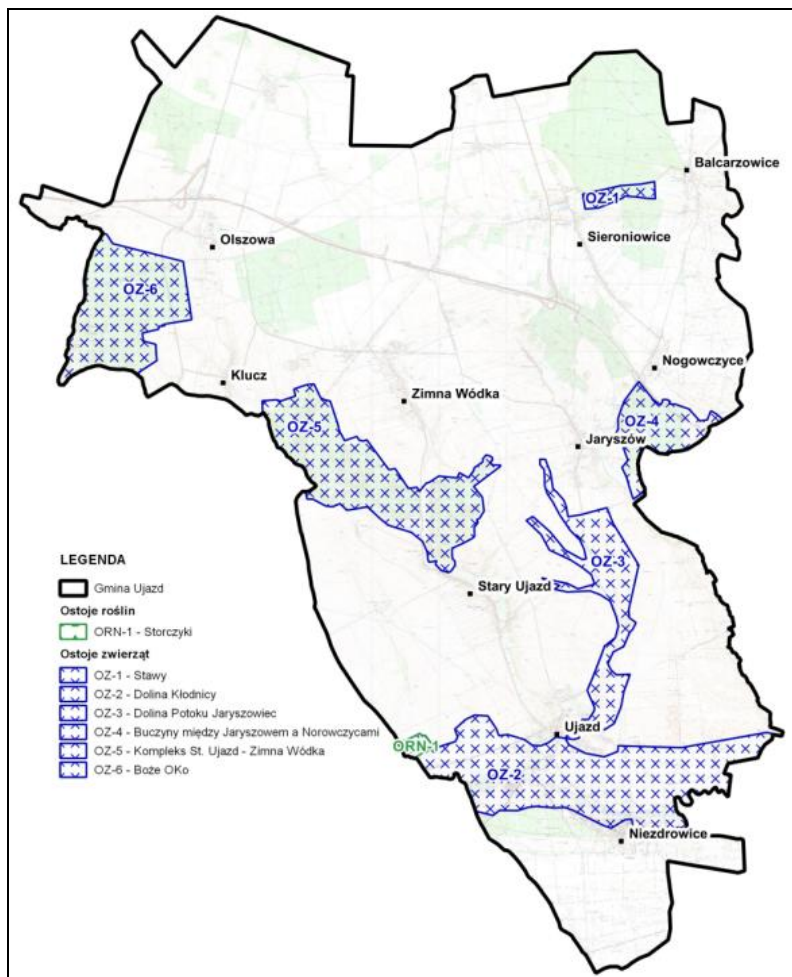 Balcarzowice
OZ-1
Sieroniowice
Olszowa
OZ-6
Nogowczyce
Klucz
Zimna Wódka
OZ-4
OZ-5
Jaryszów
OZ-3
Stary Ujazd
Ujazd
ORN-1
OZ-2
Niezdrowice
LEGENDA
Gmina Ujazd
Ostoje roślin
ORN-1 - Storczyki
Ostoje zwierząt
OZ-1 - Stawy
OZ-2 - Dolina Kłodnicy
OZ-3 - Dolina Potoku Jaryszowiec
OZ-4 - Buczyny między Jaryszowem a Norowczycami
OZ-5 - Kompleks St. Ujazd - Zimna Wódka
OZ-6 - Boże OKo